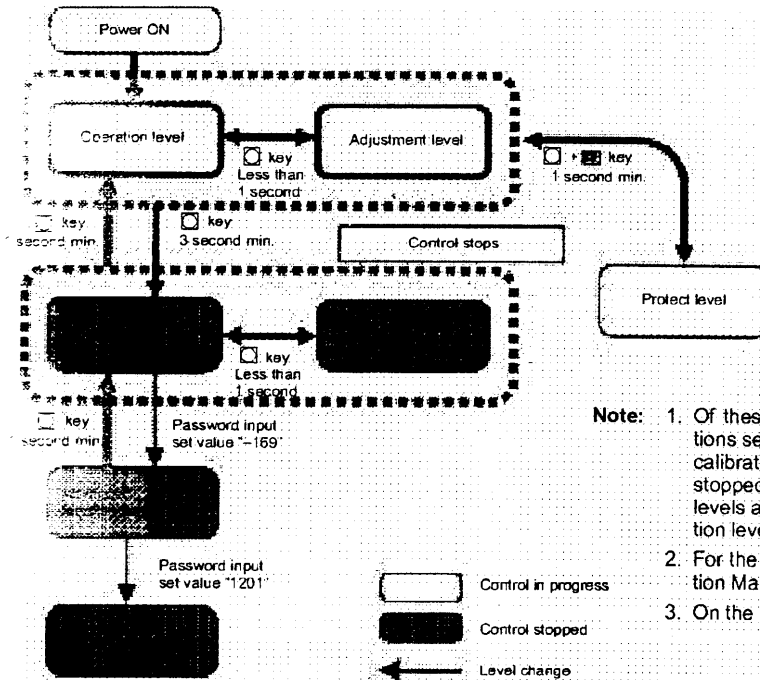 Power ON
Operation level
Adjustment level
key
Less than
1 second
+ key
1 second min.
key
second min.
key
3 second min.
Control stops
Protect level
key
Less than
1 second
key
second min.
Password input
set value "-169"
Password input
set value "1201"
Control in progress
Control stopped
Level change
Note: 1. Of these
tions se
calibrat
stopped
levels a
tion leve
2. For the
tion Ma
3. On the